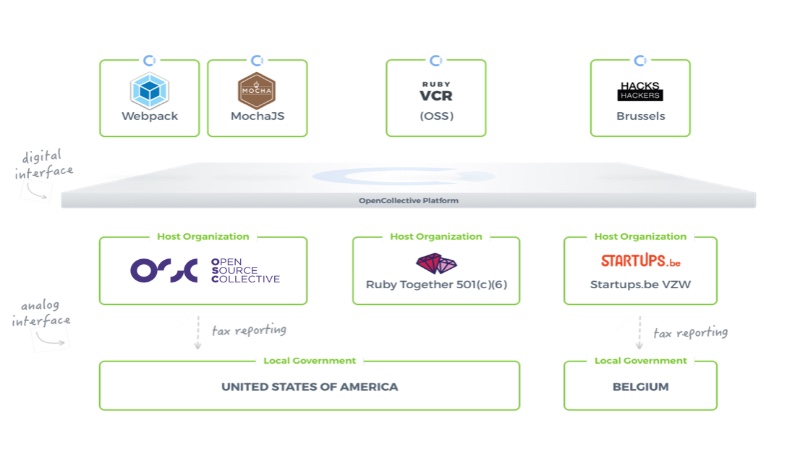 Webpack
MOCHA
MochaJS
RUBY
VCR
(OSS)
HACKS
HACKERS
Brussels
digital
interface
OpenCollective Platform
Host Organization
OSC
OPEN
SOURCE
COLLECTIVE
Host Organization
Ruby Together 501(c)(6)
Host Organization
STARTUPS.be
Startups.be VZW
analog
interface
tax reporting
tax reporting
Local Government
UNITED STATES OF AMERICA
Local Government
BELGIUM